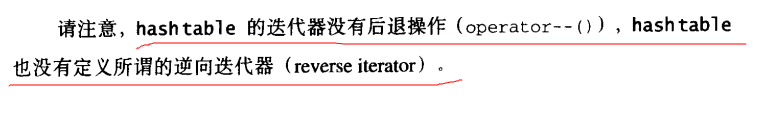 请注意，hashtable 的迭代器没有后退操作（operator--()），hashtable
也没有定义所谓的逆向迭代器（reverse iterator）。